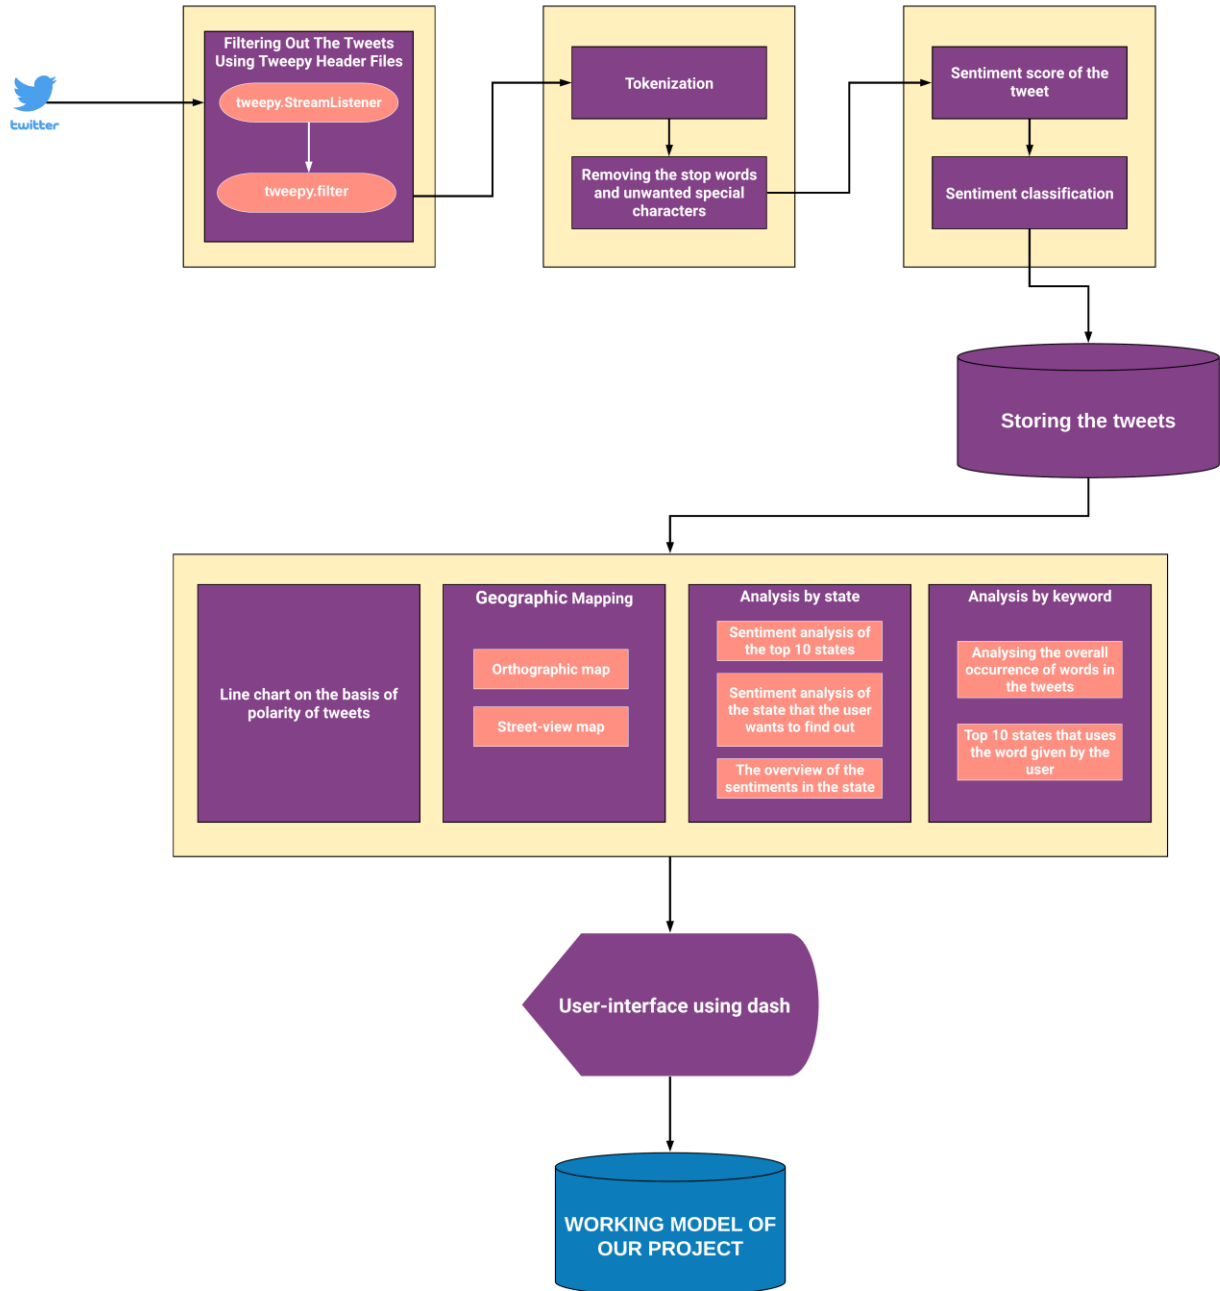 twitter
Filtering Out The Tweets
Using Tweepy Header Files
tweepy.StreamListener
tweepy.filter
Tokenization
Removing the stop words
and unwanted special
characters
Sentiment score of the
tweet
Sentiment classification
Storing the tweets
Line chart on the basis of
polarity of tweets
Geographic Mapping
Orthographic map
Street-view map
Analysis by state
Sentiment analysis of
the top 10 states
Sentiment analysis of
the state that the user
wants to find out
The overview of the
sentiments in the state
Analysis by keyword
Analysing the overall
occurrence of words in
the tweets
Top 10 states that uses
the word given by the
user
User-interface using dash
WORKING MODEL OF
OUR PROJECT